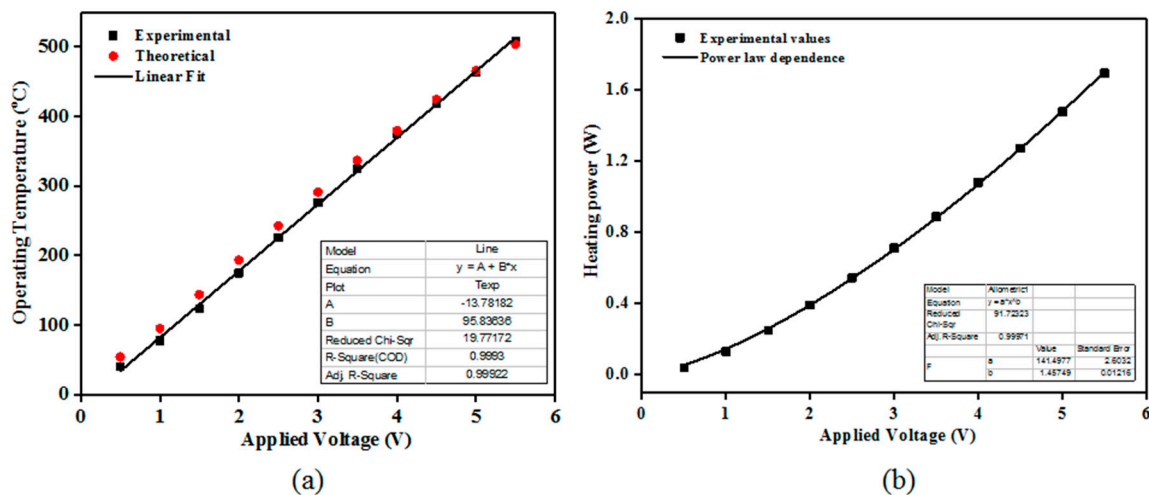 Operating Temperature (°C)
500
400
300
200
100
0
Experimental
Theoretical
Linear Fit
Model Line
Equation y = A + B*x
Plot Texp
A -13.78182
B 95.83636
Reduced Chi-Sqr 19.77172
R-Square(COD) 0.9993
Adj. R-Square 0.99922
0 1 2 3 4 5 6
Applied Voltage (V)
(a)
Heating power (W)
2.0
1.6
1.2
0.8
0.4
0.0
Experimental values
Power law dependence
Model Allometric1
Equation y = a*x^b
Reduced 91.72323
Chi-Sqr
Adj. R-Square 0.99971
Value Standard Error
F a 141.4977 2.6032
b 1.45749 0.01216
0 1 2 3 4 5 6
Applied Voltage (V)
(b)